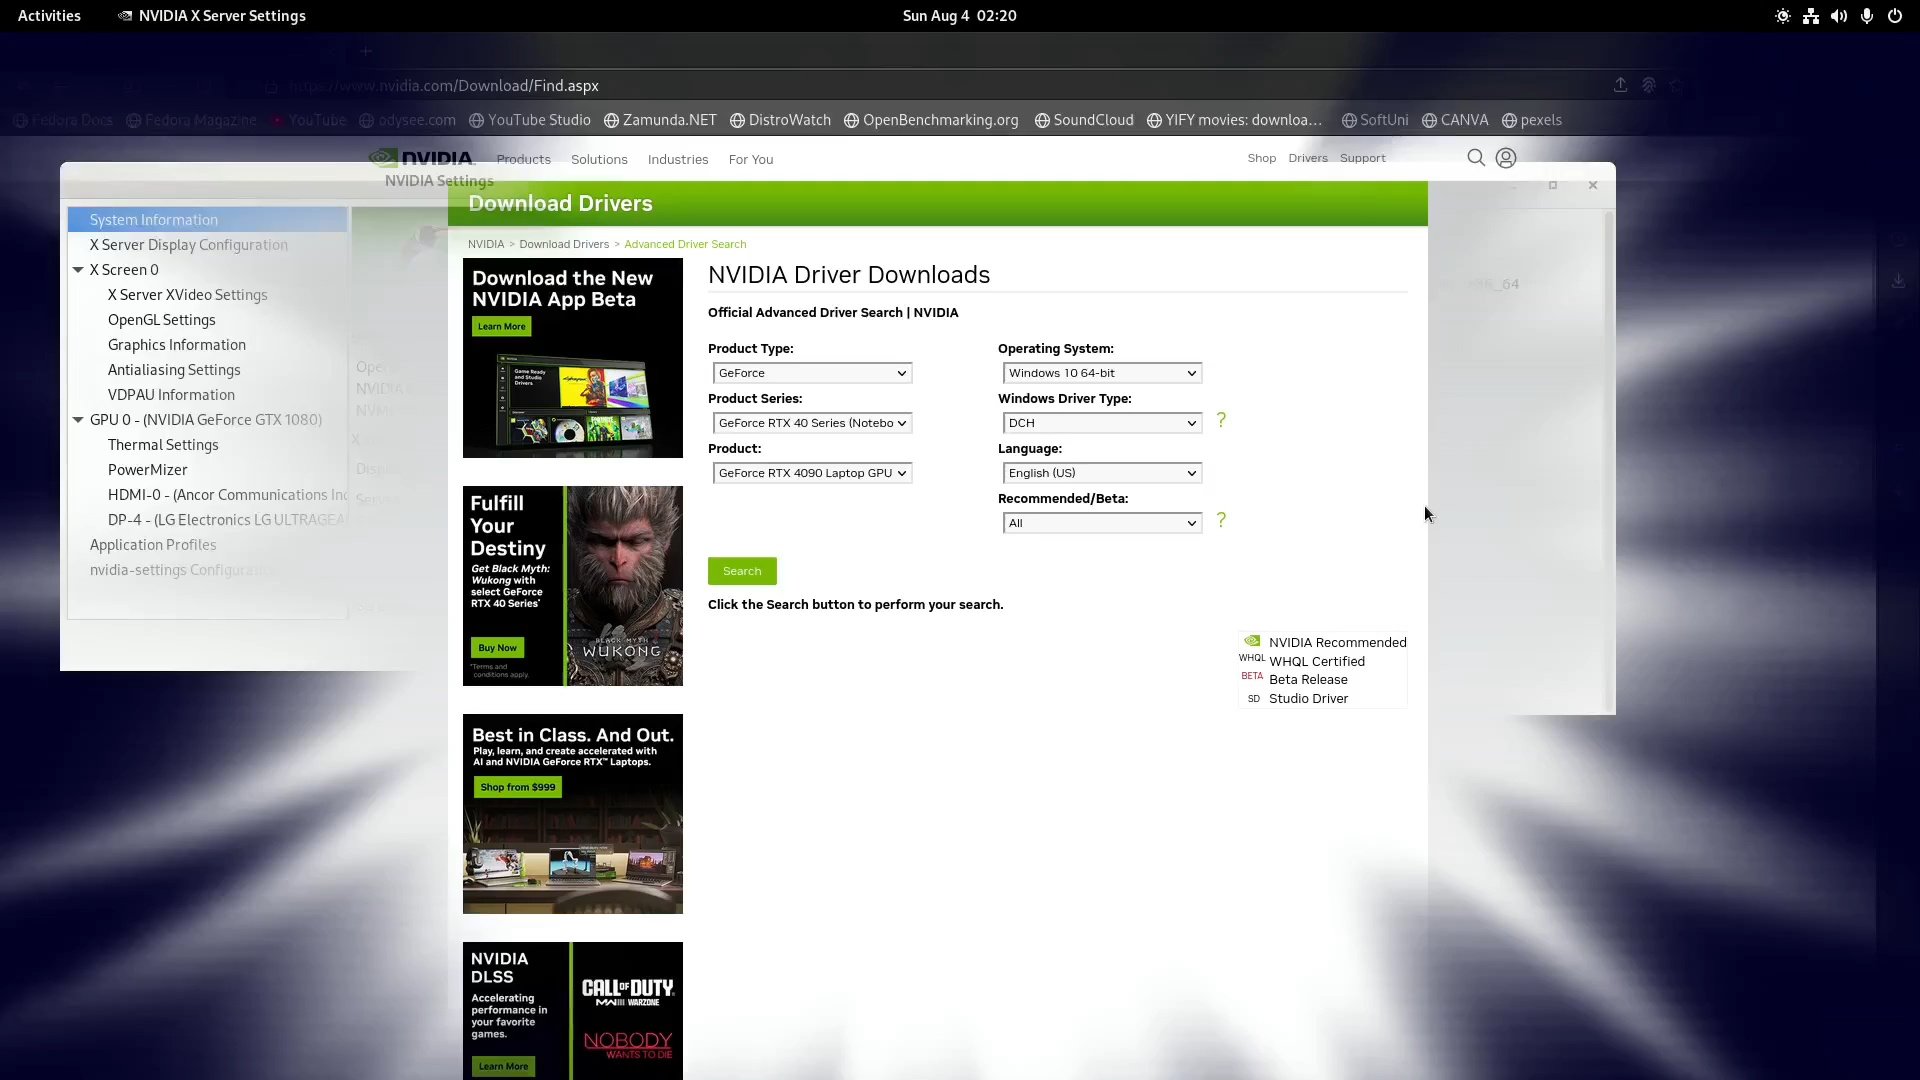 Activities
NVIDIA X Server Settings
Sun Aug 4 02:20
https://www.nvidia.com/Download/Find.aspx
Fedora Docs
Fedora Magazine
YouTube
odysee.com
YouTube Studio
Zamunda.NET
DistroWatch
OpenBenchmarking.org
SoundCloud
YIFY movies: downloa…
SoftUni
CANVA
pexels
NVIDIA.
Products
Solutions
Industries
For You
Shop
Drivers
Support
NVIDIA Settings
System Information
X Server Display Configuration
X Screen 0
X Server XVideo Settings
OpenGL Settings
Graphics Information
Antialiasing Settings
VDPAU Information
GPU 0 - (NVIDIA GeForce GTX 1080)
Thermal Settings
PowerMizer
HDMI-0 - (Ancor Communications Inc
DP-4 - (LG Electronics LG ULTRAGEA
Application Profiles
nvidia-settings Configuration
Download Drivers
NVIDIA > Download Drivers > Advanced Driver Search
Download the New
NVIDIA App Beta
Learn More
Fulfill
Your
Destiny
Get Black Myth:
Wukong with
select GeForce
RTX 40 Series*
Buy Now
*Terms and
conditions apply.
BLACK MYTH
WUKONG
Best in Class. And Out.
Play, learn, and create accelerated with
AI and NVIDIA GeForce RTX™ Laptops.
Shop from $999
NVIDIA
DLSS
Accelerating
performance in
your favorite
games.
Learn More
CALL OF DUTY
MWIII WARZONE
NOBODY
WANTS TO DIE
NVIDIA Driver Downloads
Official Advanced Driver Search | NVIDIA
Product Type:
GeForce
Product Series:
GeForce RTX 40 Series (Notebo
Product:
GeForce RTX 4090 Laptop GPU
Operating System:
Windows 10 64-bit
Windows Driver Type:
DCH
?
Language:
English (US)
Recommended/Beta:
All
?
Search
Click the Search button to perform your search.
NVIDIA Recommended
WHQL WHQL Certified
BETA Beta Release
SD Studio Driver